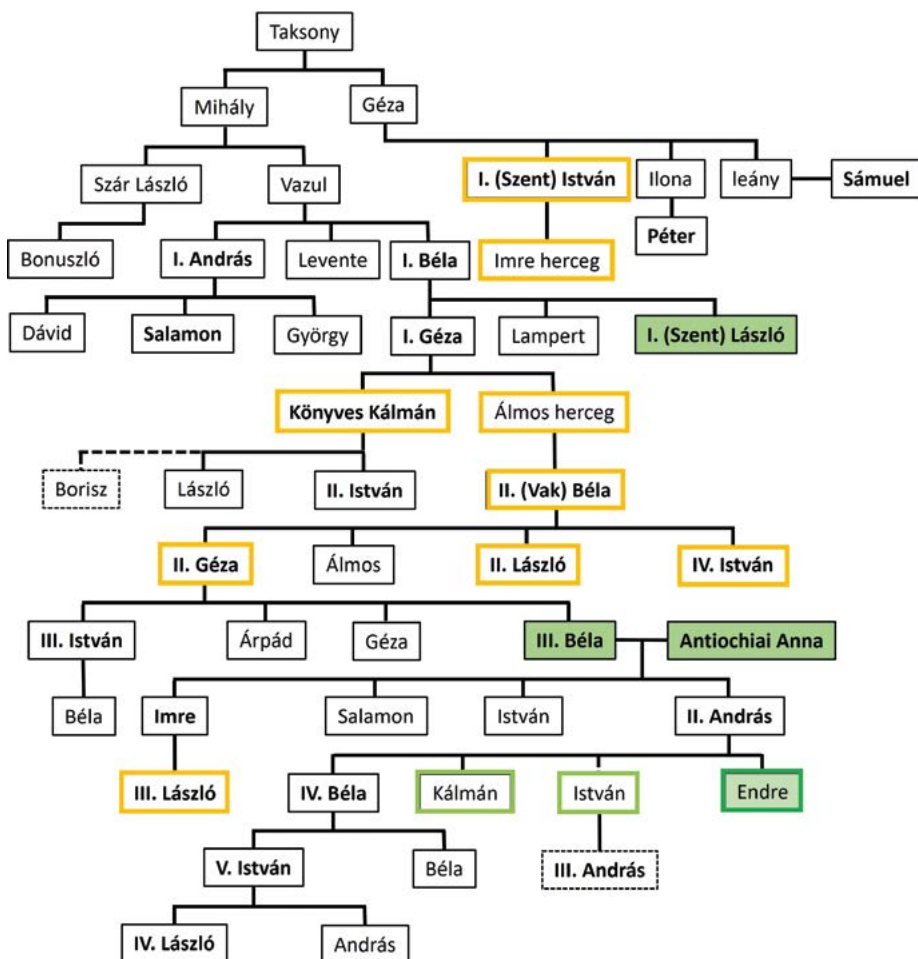 Taksony
Mihály
Géza
Szár László
Vazul
I. (Szent) István
Ilona
leány
Sámuel
Bonuszló
I. András
Levente
I. Béla
Imre herceg
Péter
Dávid
Salamon
György
I. Géza
Lampert
I. (Szent) László
Könyves Kálmán
Álmos herceg
Borisz
László
II. István
II. (Vak) Béla
II. Géza
Álmos
II. László
IV. István
III. István
Árpád
Géza
III. Béla
Antiochiai Anna
Béla
Imre
Salamon
István
II. András
III. László
IV. Béla
Kálmán
István
Endre
V. István
Béla
III. András
IV. László
András